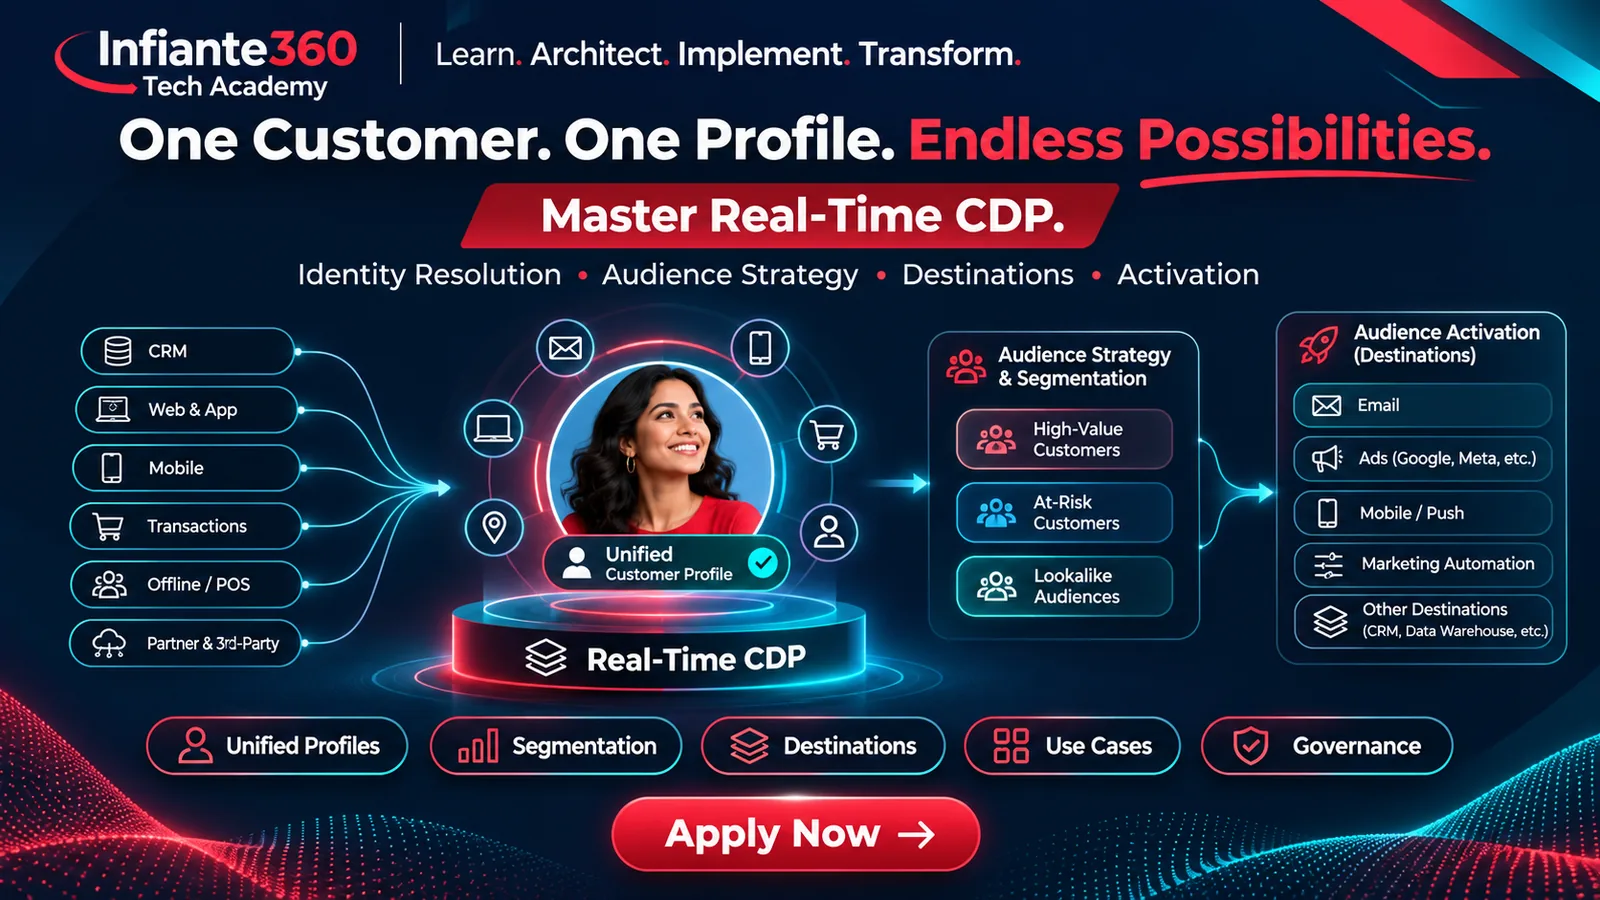 Infiante360
Tech Academy
Learn. Architect. Implement. Transform.
One Customer. One Profile. Endless Possibilities.
Master Real-Time CDP.
Identity Resolution • Audience Strategy • Destinations • Activation
CRM
Web & App
Mobile
Transactions
Offline / POS
Partner & 3rd-Party
Unified
Customer Profile
Real-Time CDP
Audience Strategy
& Segmentation
High-Value
Customers
At-Risk
Customers
Lookalike
Audiences
Audience Activation
(Destinations)
Email
Ads (Google, Meta, etc.)
Mobile / Push
Marketing Automation
Other Destinations
(CRM, Data Warehouse, etc.)
Unified Profiles
Segmentation
Destinations
Use Cases
Governance
Apply Now →